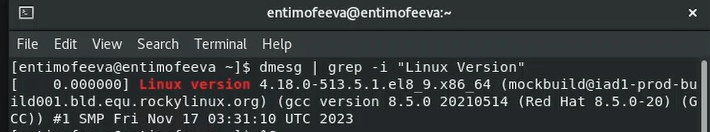 entimofeeva@entimofeeva:~
File Edit View Search Terminal Help
[entimofeeva@entimofeeva ~]$ dmesg | grep -i "Linux Version"
[    0.000000] Linux version 4.18.0-513.5.1.el8_9.x86_64 (mockbuild@iad1-prod-bu
ild001.bld.equ.rockylinux.org) (gcc version 8.5.0 20210514 (Red Hat 8.5.0-20) (G
CC)) #1 SMP Fri Nov 17 03:31:10 UTC 2023